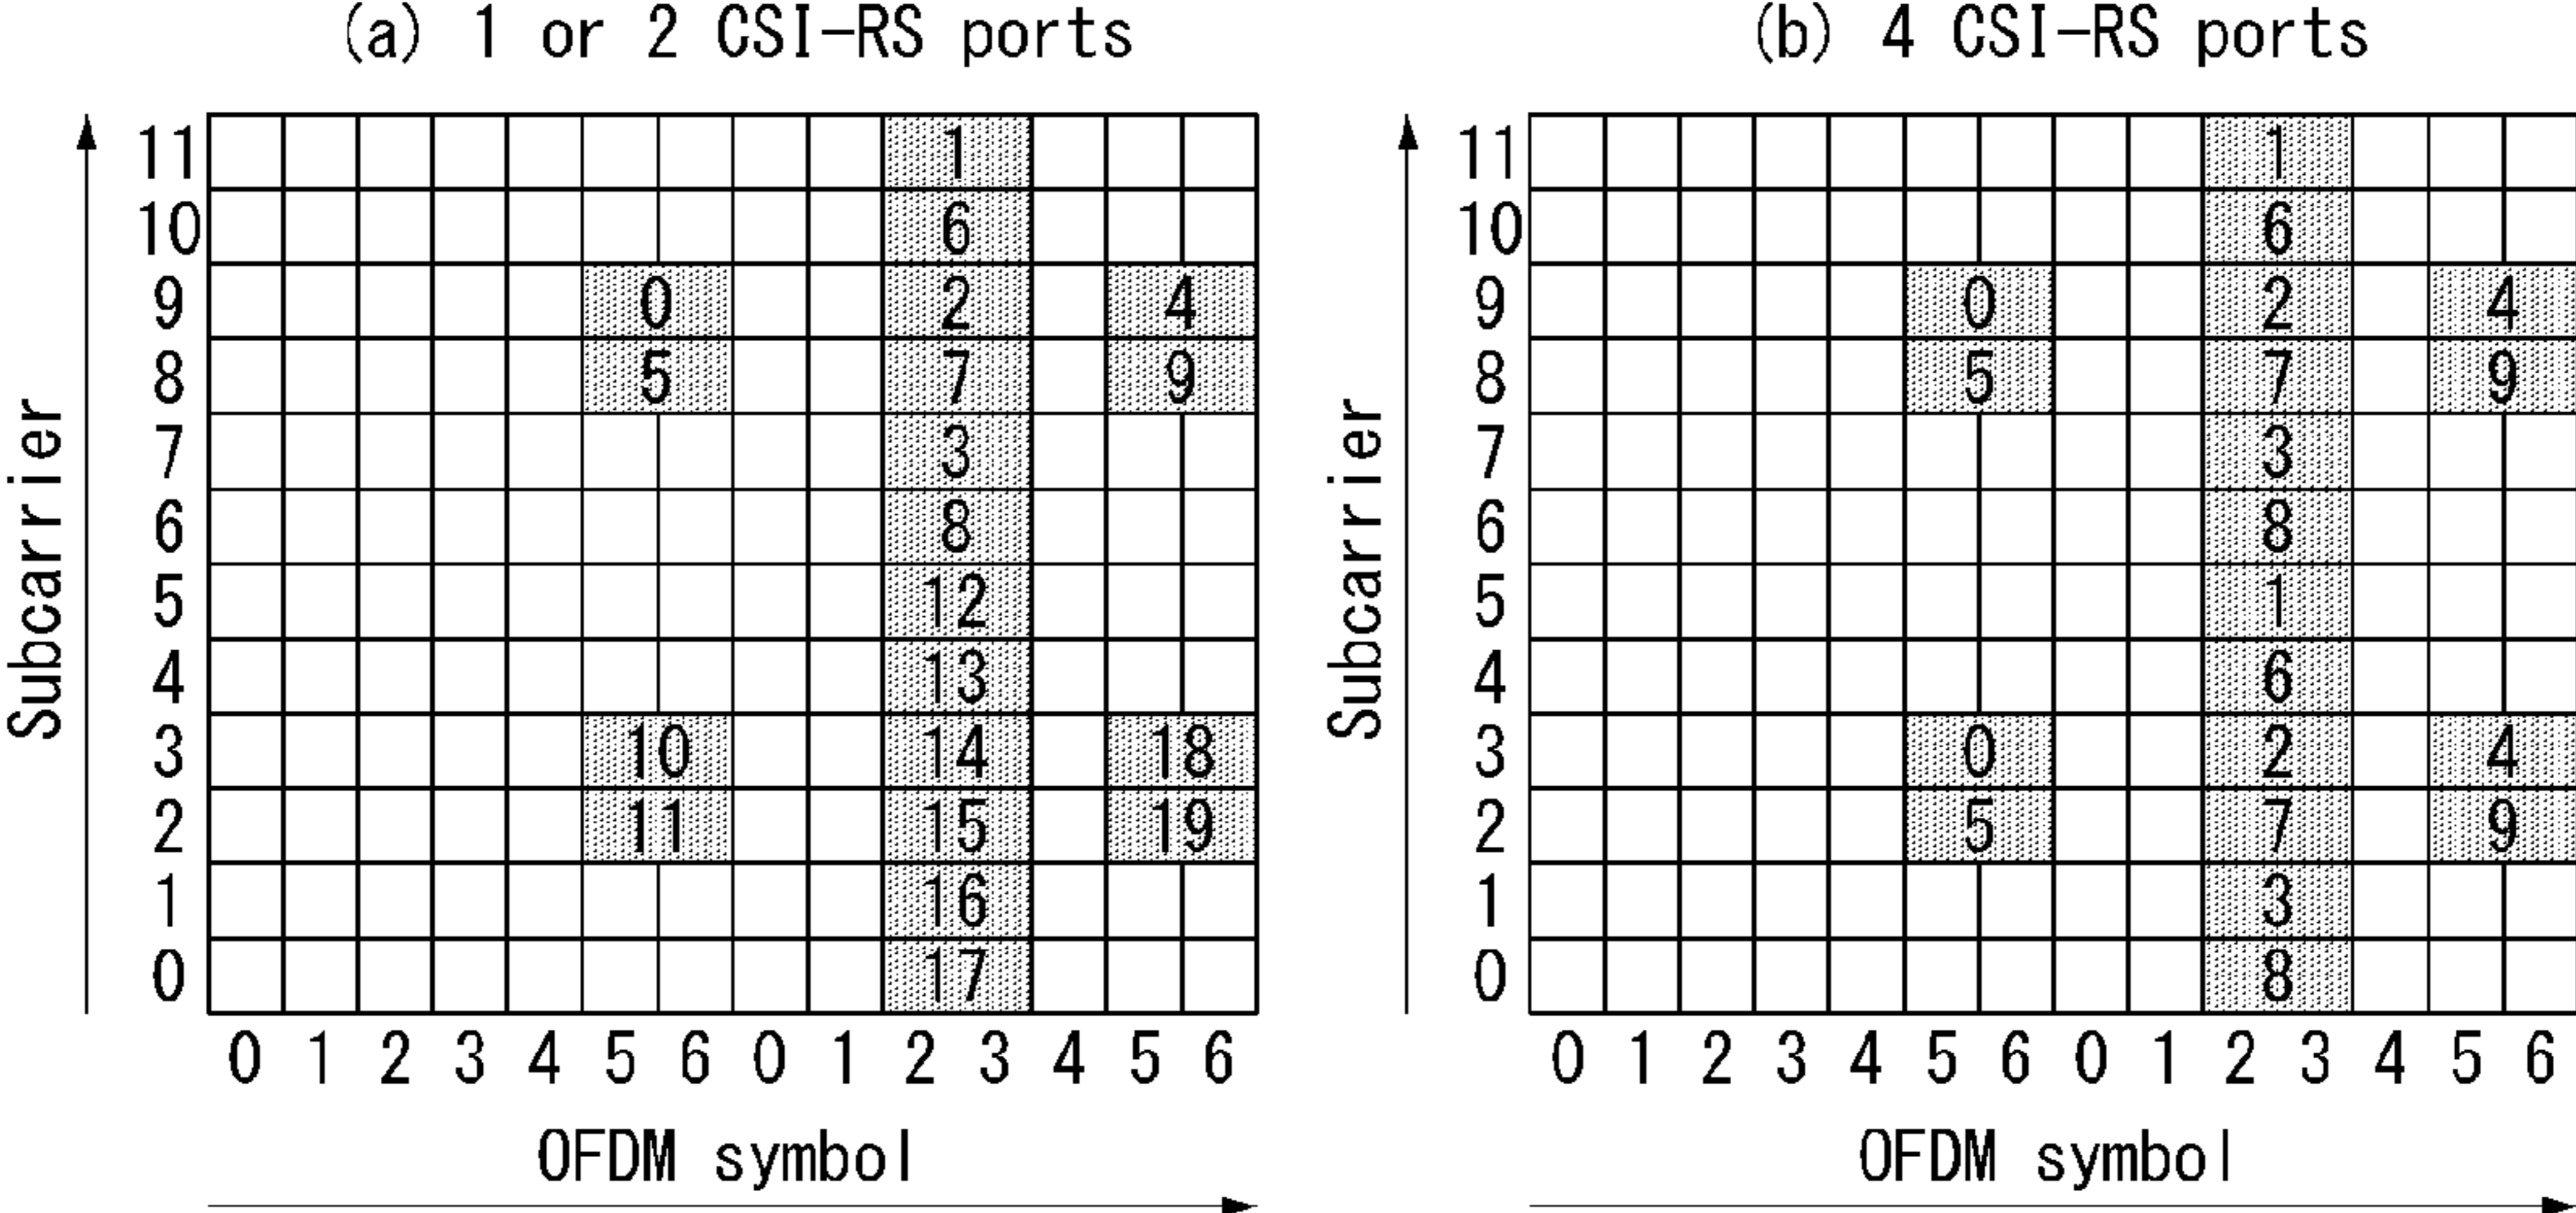 (a) 1 or 2 CSI-RS ports
11 1
10 6
9 0 2 4
8 5 7 9
7 3
6 8
5 12
4 13
3 10 14 18
2 11 15 19
1 16
0 17
0 1 2 3 4 5 6 0 1 2 3 4 5 6
Subcarrier
OFDM symbol
(b) 4 CSI-RS ports
11 1
10 6
9 0 2 4
8 5 7 9
7 3
6 8
5 1
4 6
3 0 2 4
2 5 7 9
1 3
0 8
0 1 2 3 4 5 6 0 1 2 3 4 5 6
Subcarrier
OFDM symbol